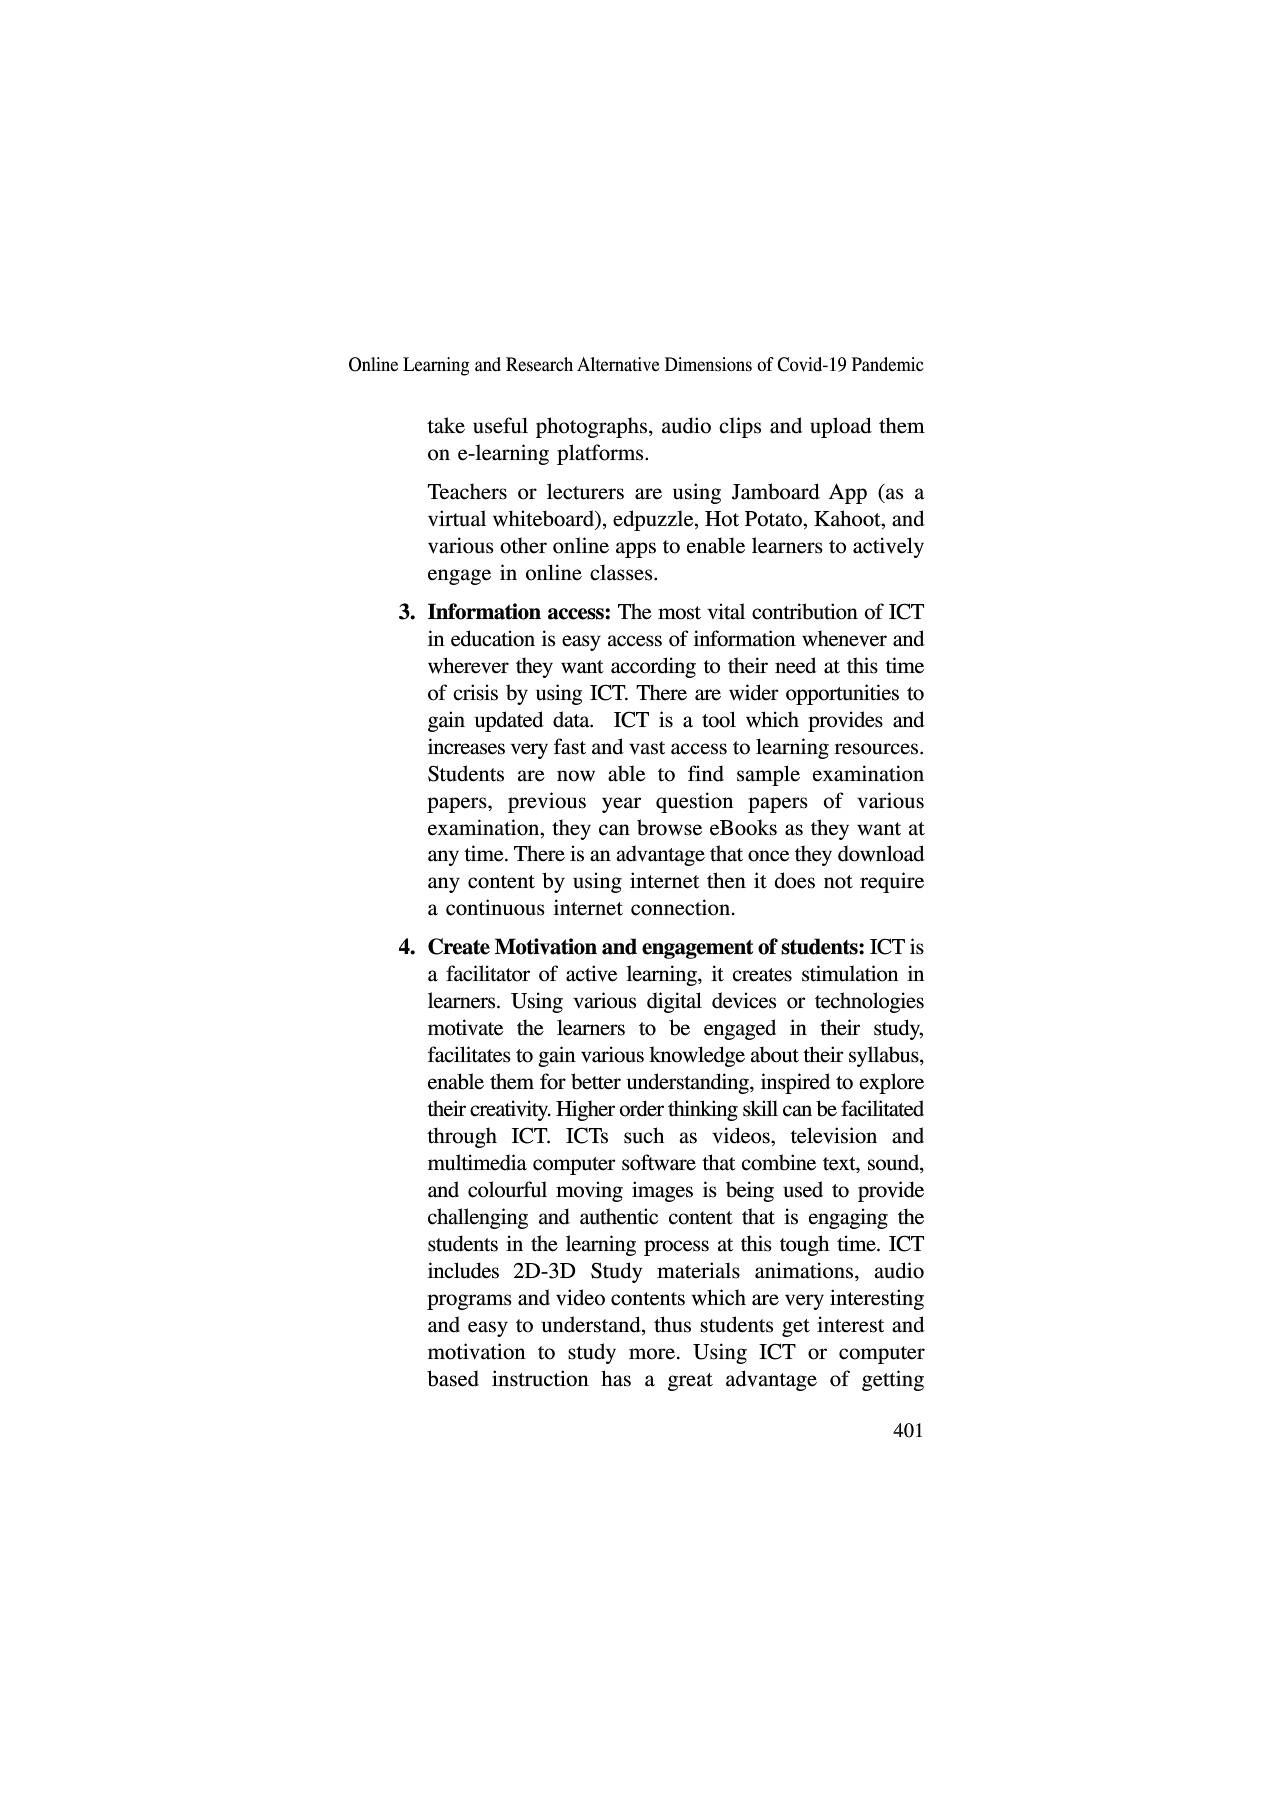 Online Learning and Research Alternative Dimensions of Covid-19 Pandemic
take useful photographs, audio clips and upload them
on e-learning platforms.
Teachers or lecturers are using Jamboard App (as a
virtual whiteboard), edpuzzle, Hot Potato, Kahoot, and
various other online apps to enable learners to actively
engage in online classes.
3. Information access: The most vital contribution of ICT
in education is easy access of information whenever and
wherever they want according to their need at this time
of crisis by using ICT. There are wider opportunities to
gain updated data. ICT is a tool which provides and
increases very fast and vast access to learning resources.
Students are now able to find sample examination
papers, previous year question papers of various
examination, they can browse eBooks as they want at
any time. There is an advantage that once they download
any content by using internet then it does not require
a continuous internet connection.
4. Create Motivation and engagement of students: ICT is
a facilitator of active learning, it creates stimulation in
learners. Using various digital devices or technologies
motivate the learners to be engaged in their study,
facilitates to gain various knowledge about their syllabus,
enable them for better understanding, inspired to explore
their creativity. Higher order thinking skill can be facilitated
through ICT. ICTs such as videos, television and
multimedia computer software that combine text, sound,
and colourful moving images is being used to provide
challenging and authentic content that is engaging the
students in the learning process at this tough time. ICT
includes 2D-3D Study materials animations, audio
programs and video contents which are very interesting
and easy to understand, thus students get interest and
motivation to study more. Using ICT or computer
based instruction has a great advantage of getting
401